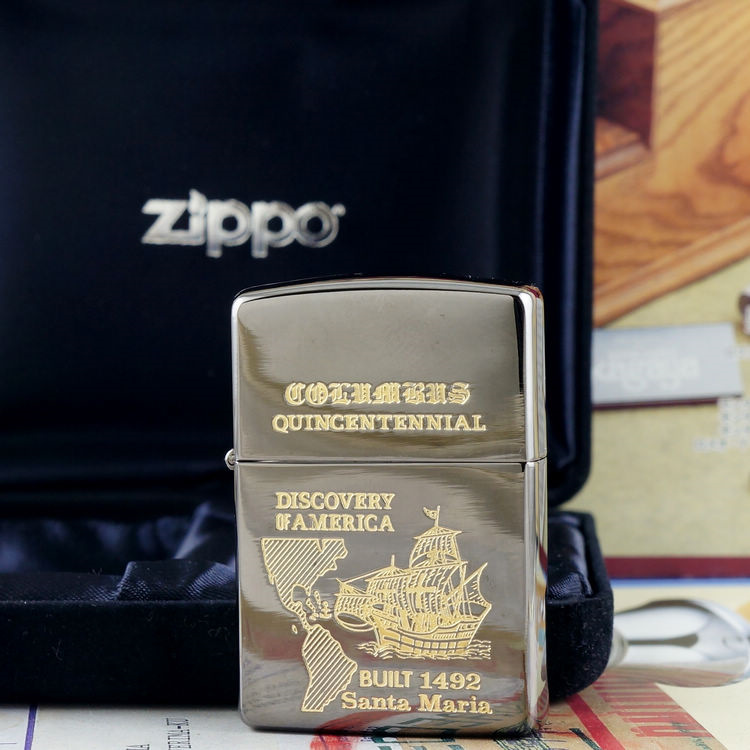 zippo
COLUMBUS
QUINCENTENNIAL
DISCOVERY
OF AMERICA
BUILT 1492
Santa Maria